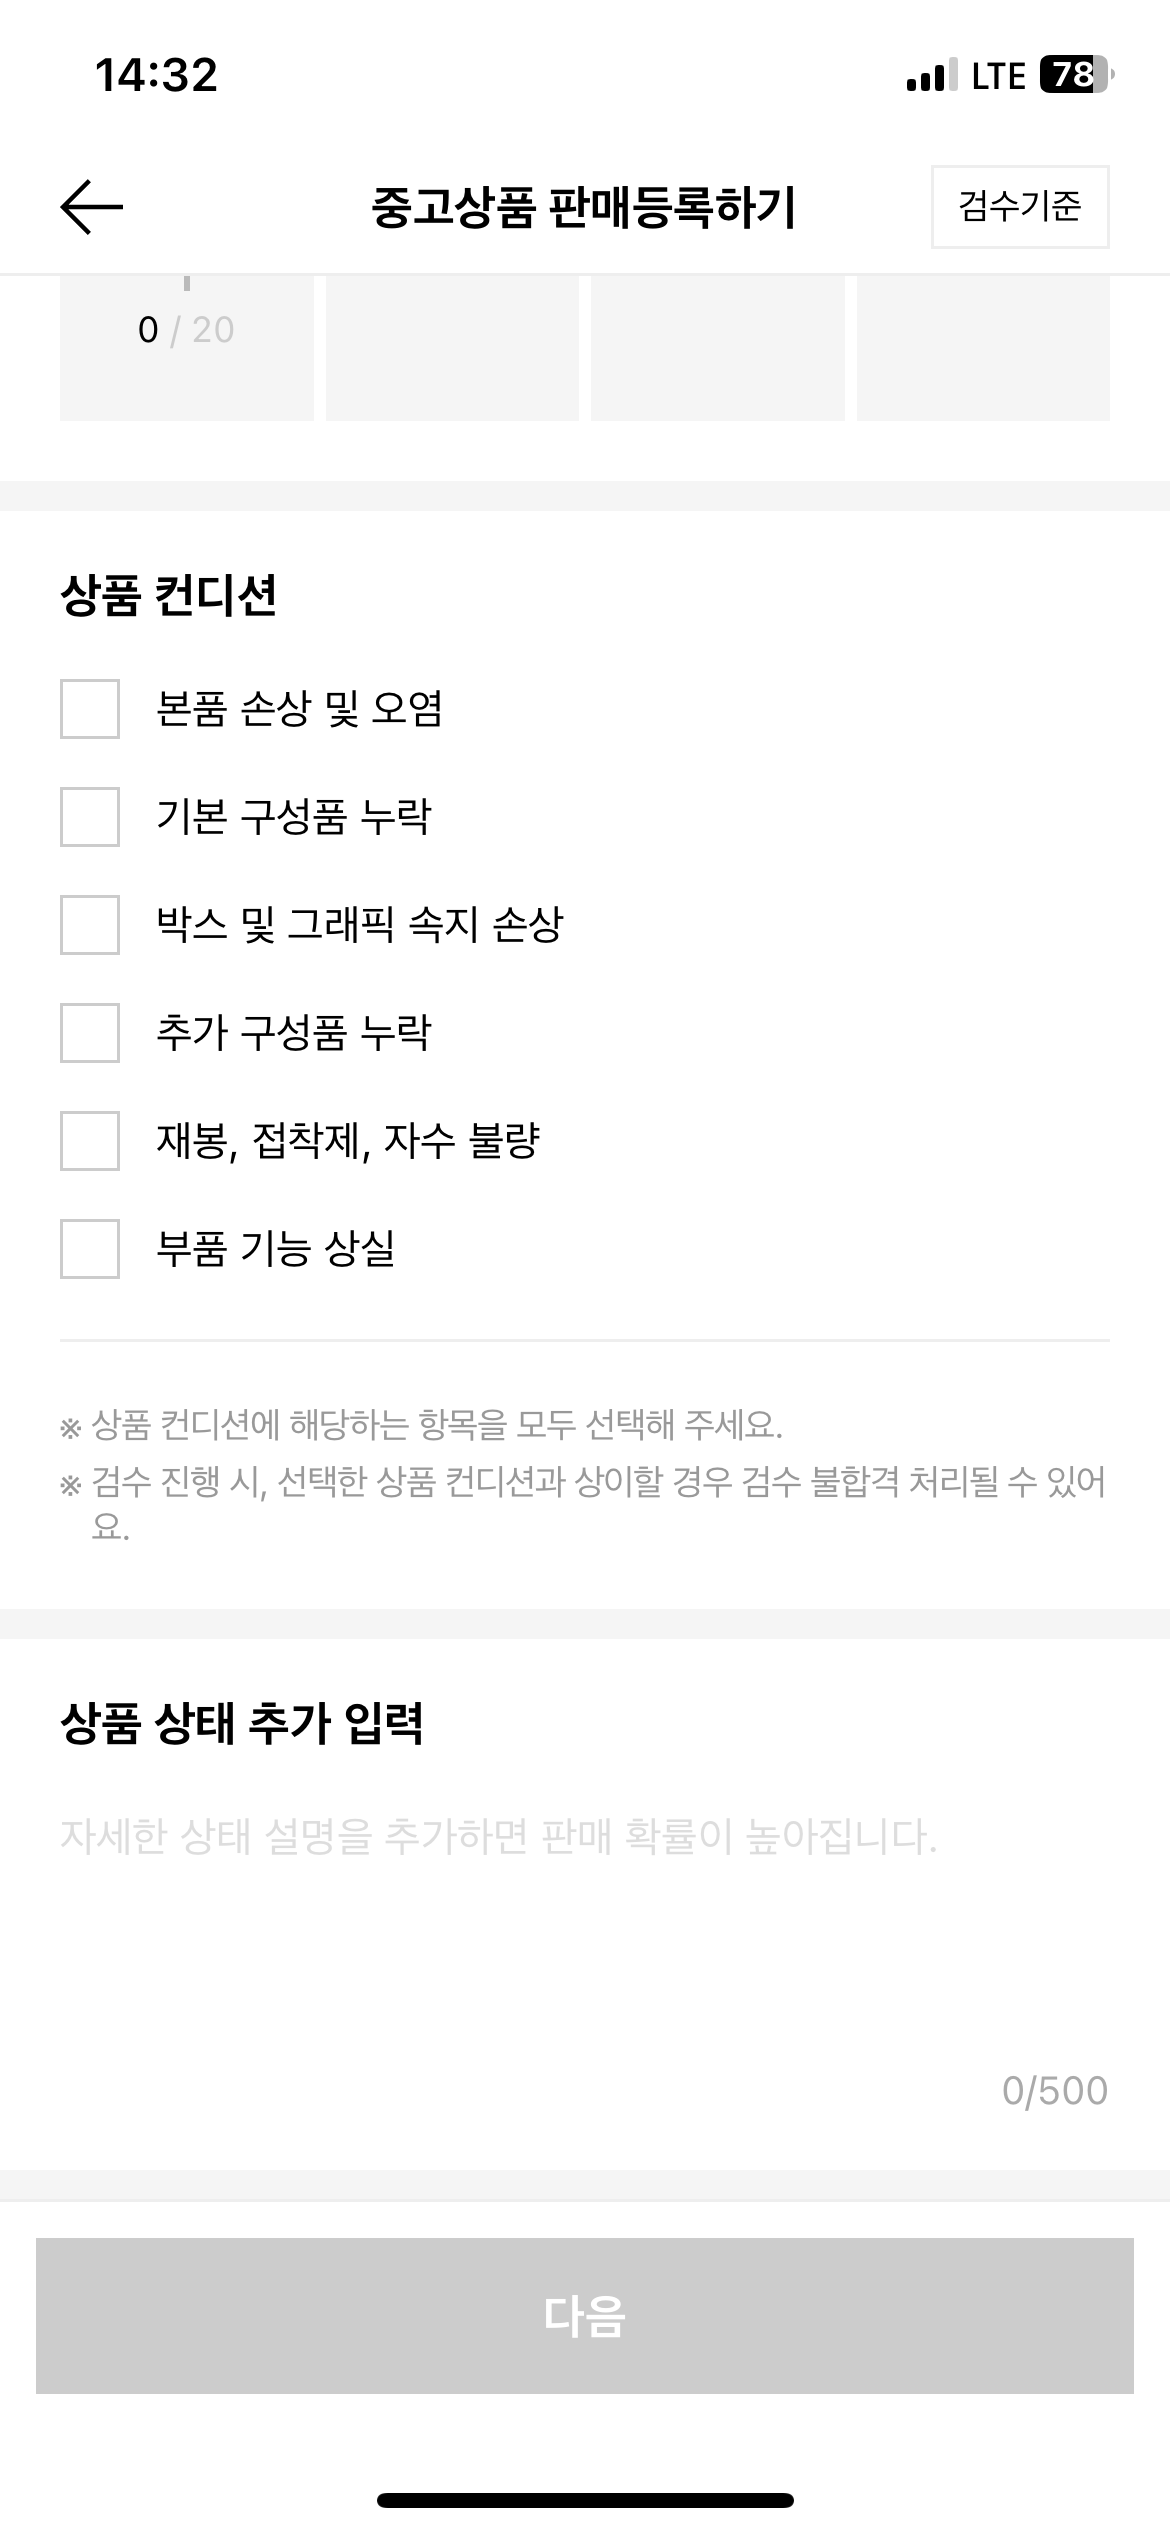 14:32
LTE 78
중고상품 판매등록하기
검수기준
0 / 20
상품 컨디션
본품 손상 및 오염
기본 구성품 누락
박스 및 그래픽 속지 손상
추가 구성품 누락
재봉, 접착제, 자수 불량
부품 기능 상실
※ 상품 컨디션에 해당하는 항목을 모두 선택해 주세요.
※ 검수 진행 시, 선택한 상품 컨디션과 상이할 경우 검수 불합격 처리될 수 있어
요.
상품 상태 추가 입력
자세한 상태 설명을 추가하면 판매 확률이 높아집니다.
0/500
다음